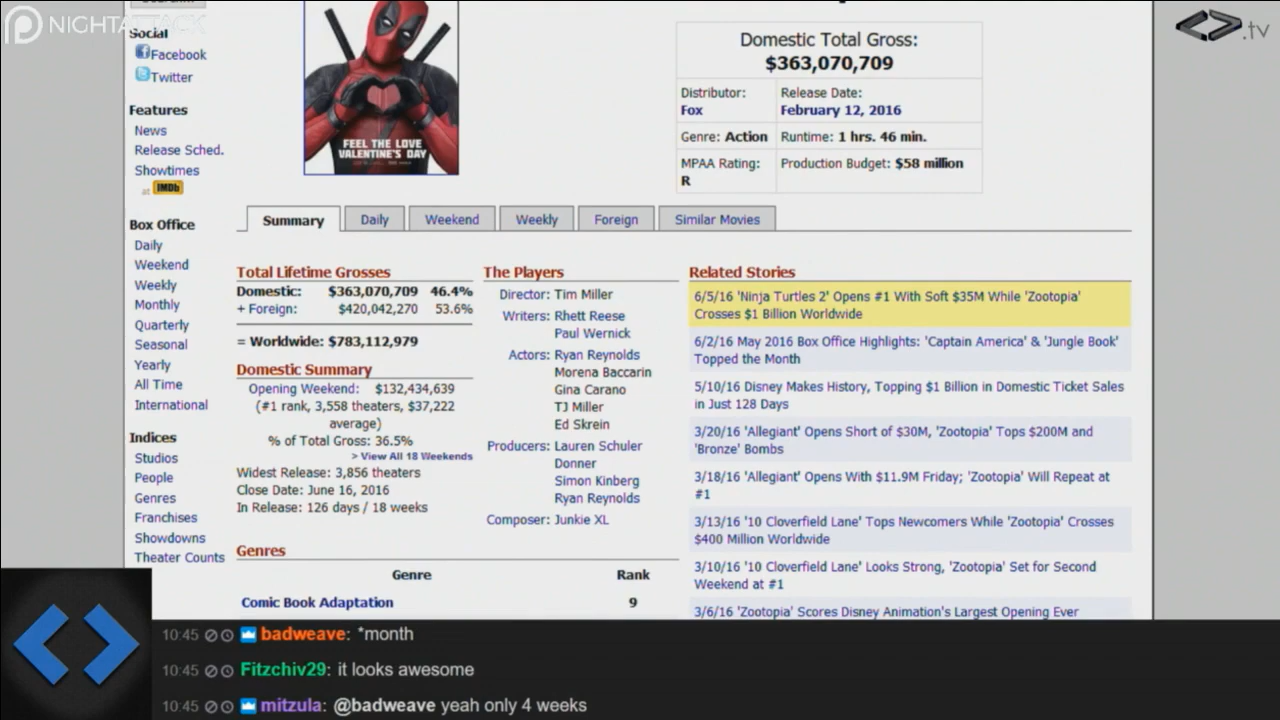 NIGHTATTACK
.tv
Social
Facebook
Twitter
Features
News
Release Sched.
Showtimes
at IMDb
Box Office
Daily
Weekend
Weekly
Monthly
Quarterly
Seasonal
Yearly
All Time
International
Indices
Studios
People
Genres
Franchises
Showdowns
Theater Counts
FEEL THE LOVE
VALENTINE'S DAY
Domestic Total Gross:
$363,070,709
Distributor:
Fox
Release Date:
February 12, 2016
Genre: Action
Runtime: 1 hrs. 46 min.
MPAA Rating:
R
Production Budget: $58 million
Summary
Daily
Weekend
Weekly
Foreign
Similar Movies
Total Lifetime Grosses
Domestic: $363,070,709 46.4%
+ Foreign: $420,042,270 53.6%
= Worldwide: $783,112,979
Domestic Summary
Opening Weekend: $132,434,639
(#1 rank, 3,558 theaters, $37,222
average)
% of Total Gross: 36.5%
> View All 18 Weekends
Widest Release: 3,856 theaters
Close Date: June 16, 2016
In Release: 126 days / 18 weeks
Genres
Genre Rank
Comic Book Adaptation 9
The Players
Director: Tim Miller
Writers: Rhett Reese
Paul Wernick
Actors: Ryan Reynolds
Morena Baccarin
Gina Carano
TJ Miller
Ed Skrein
Producers: Lauren Schuler
Donner
Simon Kinberg
Ryan Reynolds
Composer: Junkie XL
Related Stories
6/5/16 'Ninja Turtles 2' Opens #1 With Soft $35M While 'Zootopia'
Crosses $1 Billion Worldwide
6/2/16 May 2016 Box Office Highlights: 'Captain America' & 'Jungle Book'
Topped the Month
5/10/16 Disney Makes History, Topping $1 Billion in Domestic Ticket Sales
in Just 128 Days
3/20/16 'Allegiant' Opens Short of $30M, 'Zootopia' Tops $200M and
'Bronze' Bombs
3/18/16 'Allegiant' Opens With $11.9M Friday; 'Zootopia' Will Repeat at
#1
3/13/16 '10 Cloverfield Lane' Tops Newcomers While 'Zootopia' Crosses
$400 Million Worldwide
3/10/16 '10 Cloverfield Lane' Looks Strong, 'Zootopia' Set for Second
Weekend at #1
3/6/16 'Zootopia' Scores Disney Animation's Largest Opening Ever
10:45 badweave: *month
10:45 Fitzchiv29: it looks awesome
10:45 mitzula: @badweave yeah only 4 weeks